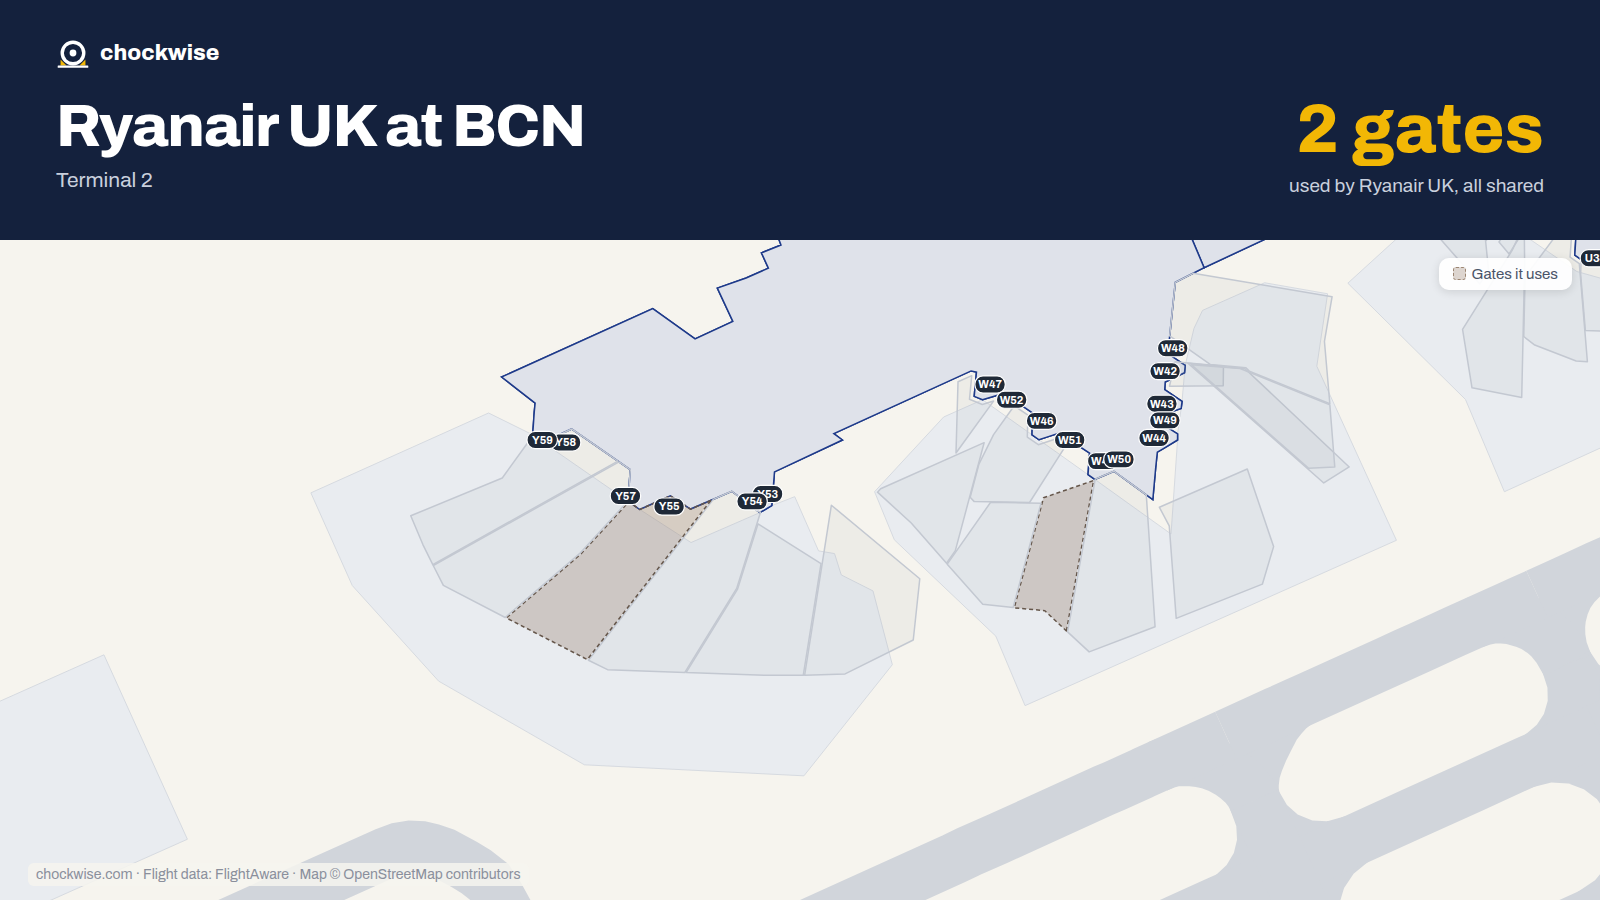 chockwise
Ryanair UK at BCN
Terminal 2
2 gates
used by Ryanair UK, all shared
Gates it uses
W48
W42
W47
W52
W43
W46
W49
W44
Y59
Y58
W51
W50
Y57
Y55
Y54
Y53
chockwise.com · Flight data: FlightAware · Map © OpenStreetMap contributors